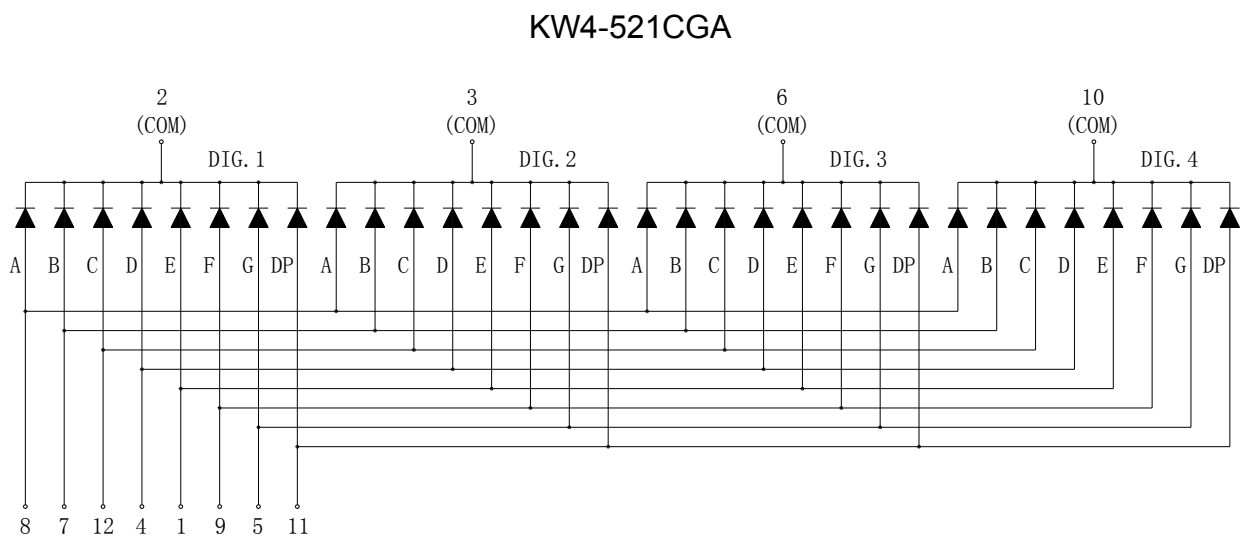 KW4-521CGA
2 3 6 10
(COM) (COM) (COM) (COM)
DIG.1 DIG.2 DIG.3 DIG.4
A B C D E F G DP A B C D E F G DP A B C D E F G DP A B C D E F G DP
8 7 12 4 1 9 5 11